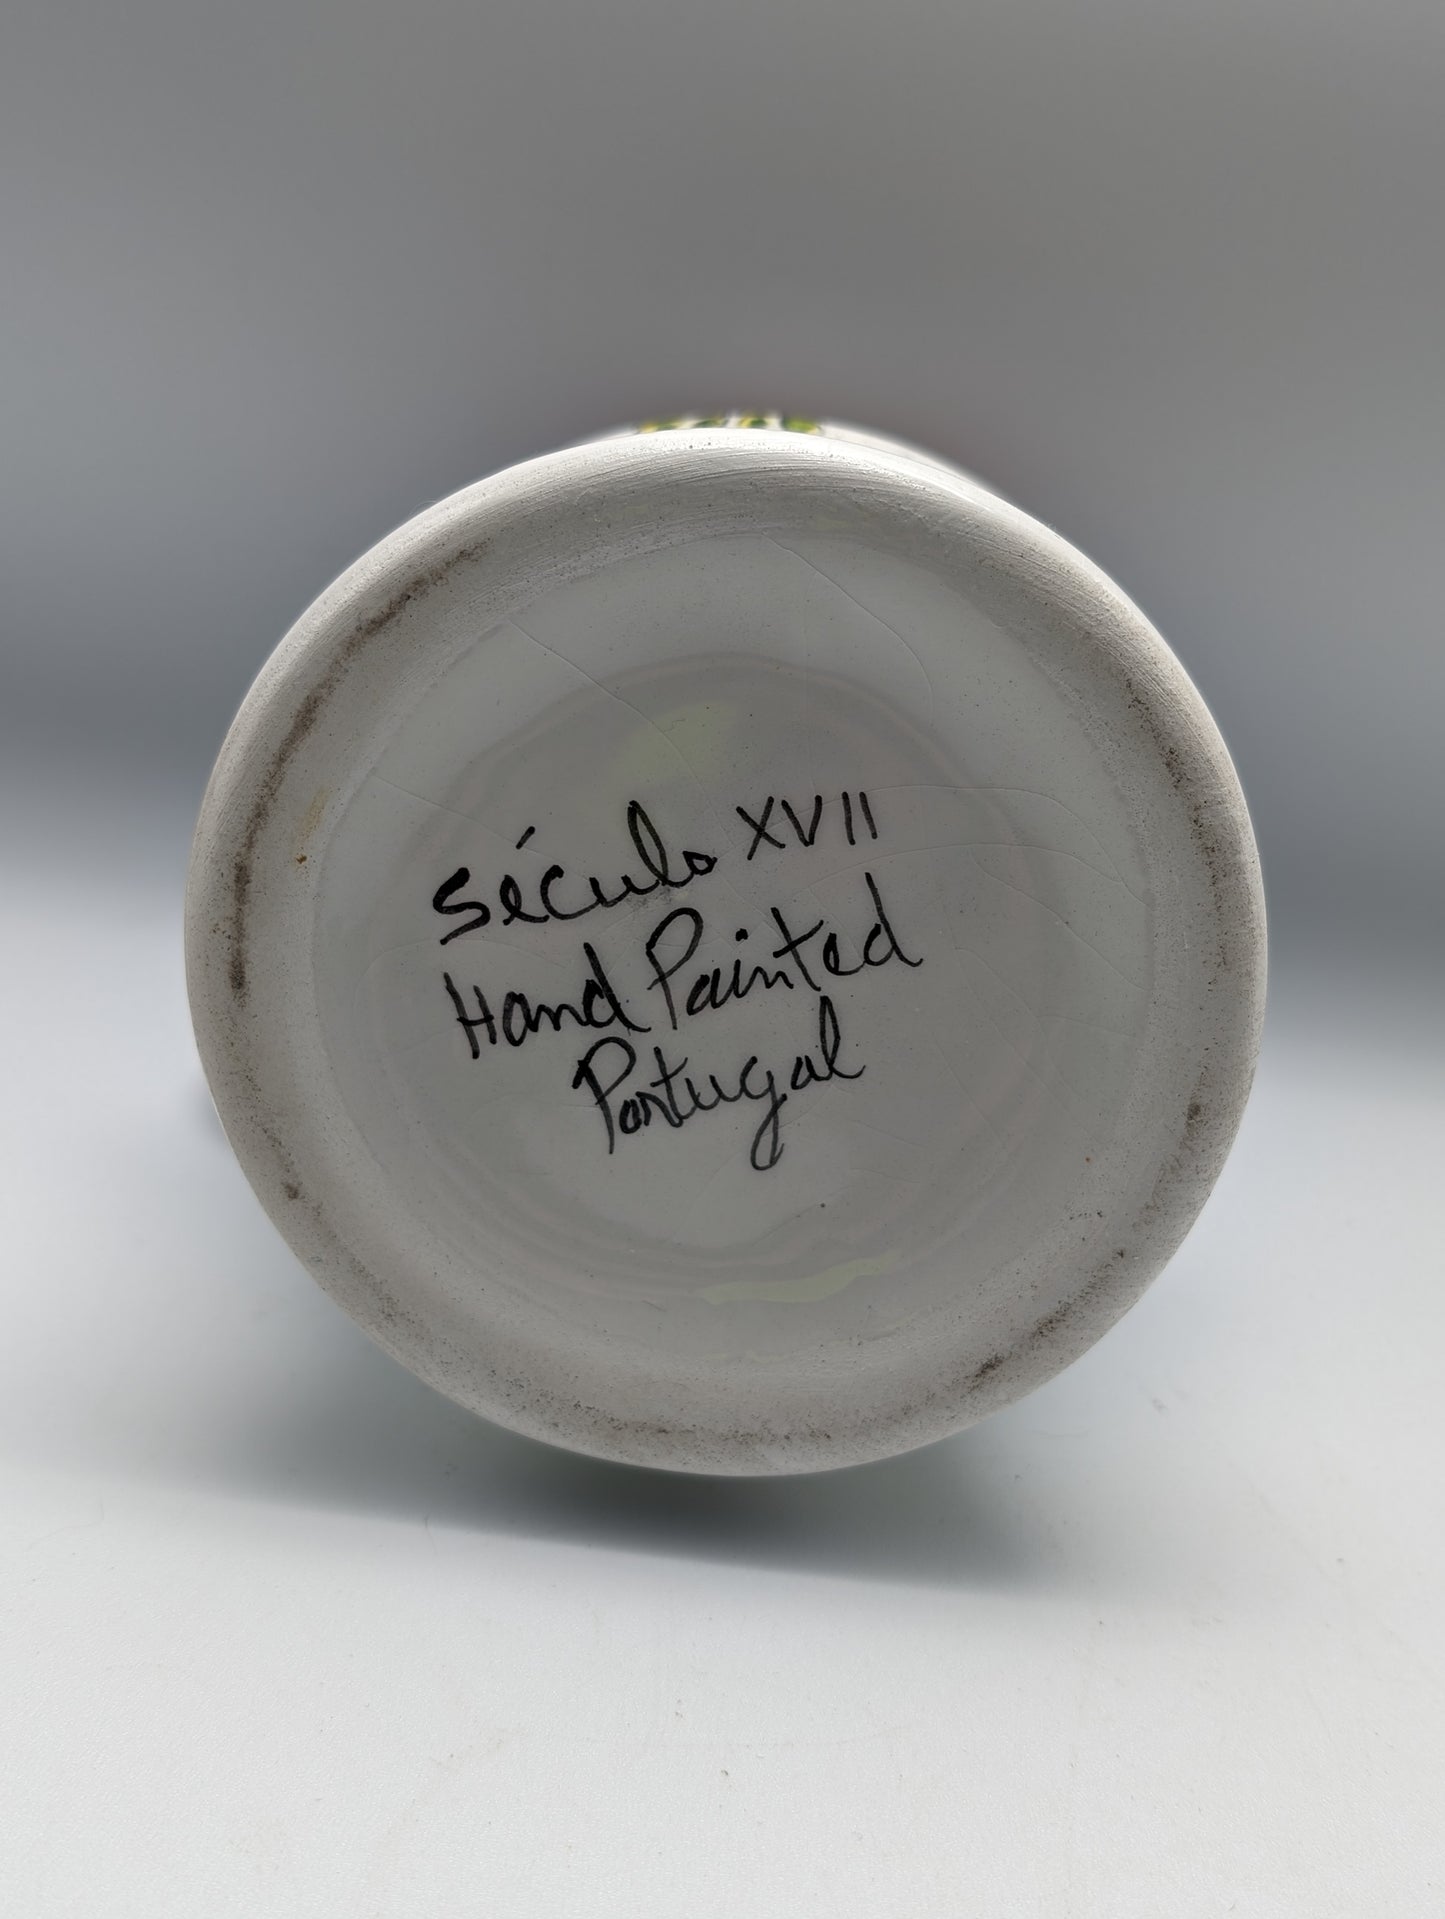 Século XVII
Hand Painted
Portugal